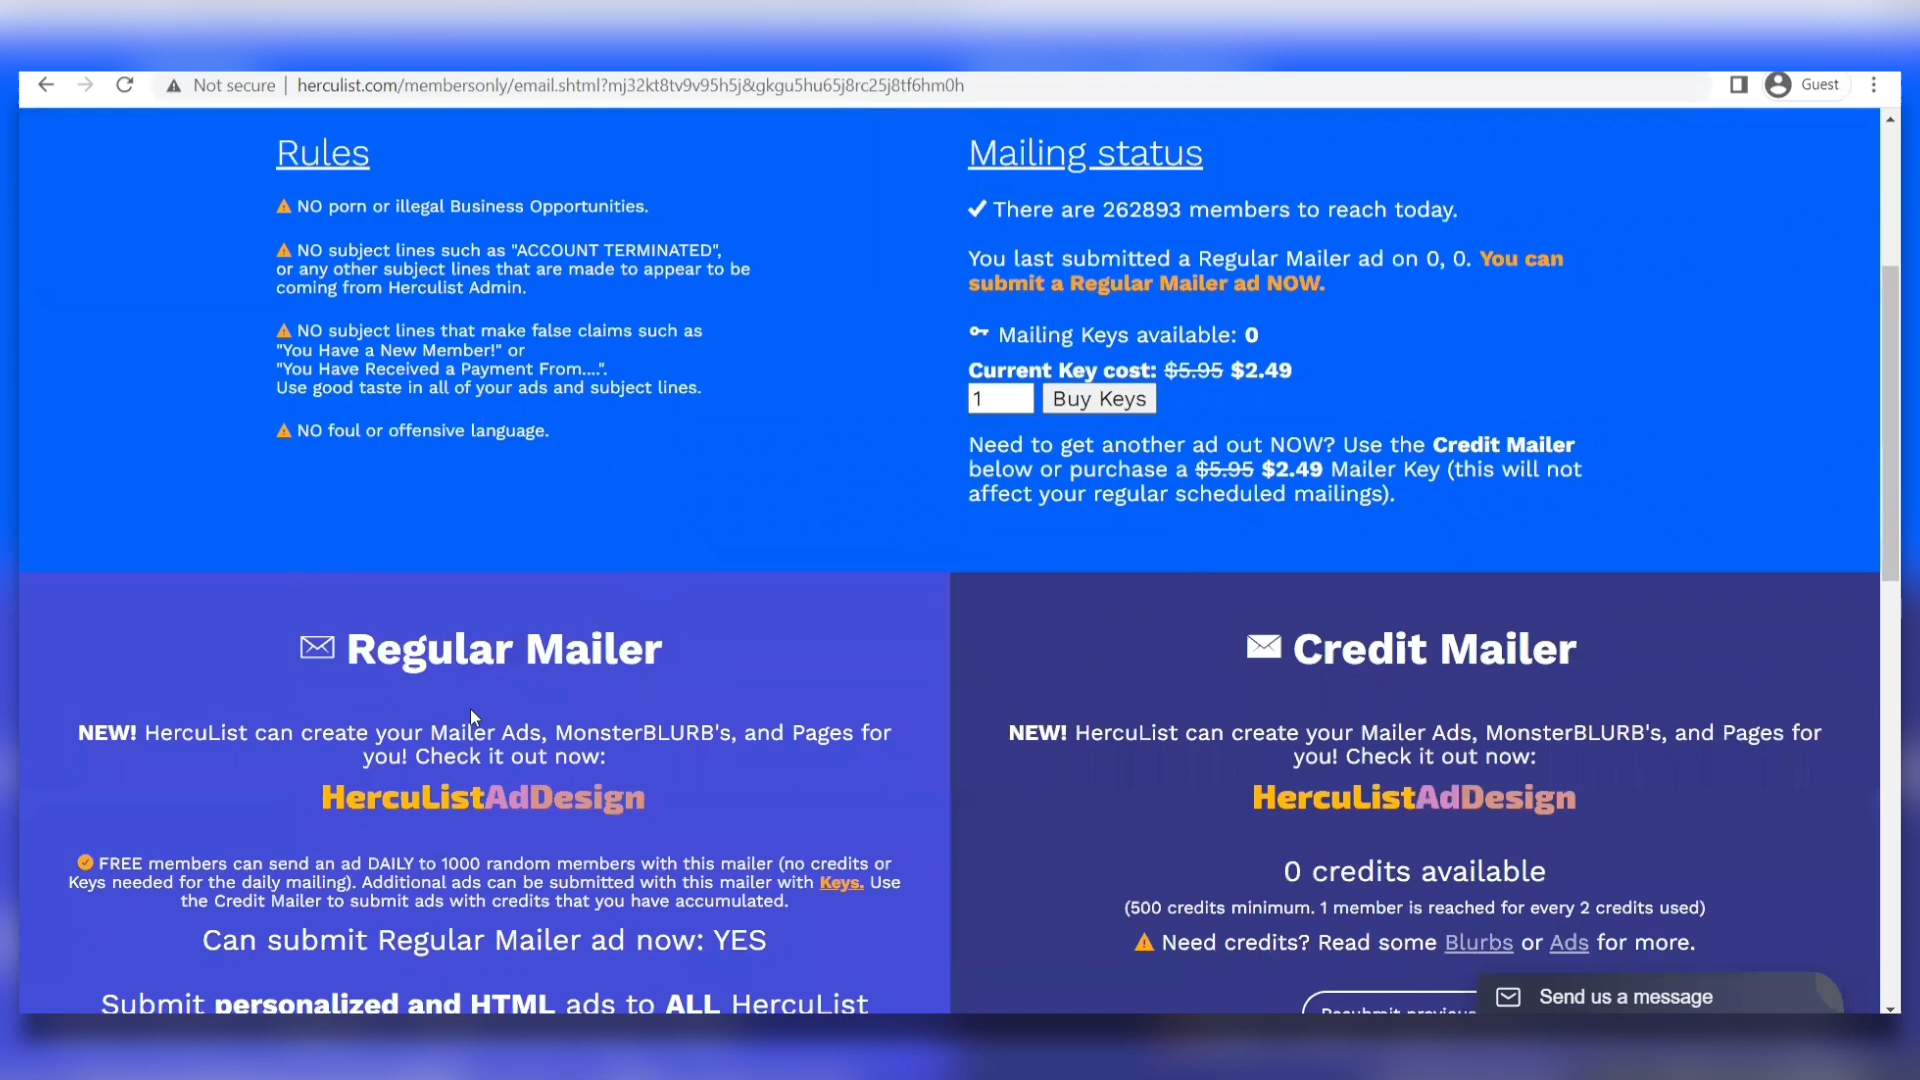 Not secure | herculist.com/membersonly/email.shtml?mj32kt8tv9v95h5j&gkgu5hu65j8rc25j8tf6hm0h
Guest
Rules
NO porn or illegal Business Opportunities.
NO subject lines such as "ACCOUNT TERMINATED",
or any other subject lines that are made to appear to be
coming from Herculist Admin.
NO subject lines that make false claims such as
"You Have a New Member!" or
"You Have Received a Payment From....".
Use good taste in all of your ads and subject lines.
NO foul or offensive language.
Mailing status
There are 262893 members to reach today.
You last submitted a Regular Mailer ad on 0, 0. You can
submit a Regular Mailer ad NOW.
Mailing Keys available: 0
Current Key cost: $5.95 $2.49
1 Buy Keys
Need to get another ad out NOW? Use the Credit Mailer
below or purchase a $5.95 $2.49 Mailer Key (this will not
affect your regular scheduled mailings).
Regular Mailer
NEW! HercuList can create your Mailer Ads, MonsterBLURB's, and Pages for
you! Check it out now:
HercuListAdDesign
FREE members can send an ad DAILY to 1000 random members with this mailer (no credits or
Keys needed for the daily mailing). Additional ads can be submitted with this mailer with Keys. Use
the Credit Mailer to submit ads with credits that you have accumulated.
Can submit Regular Mailer ad now: YES
Submit personalized and HTML ads to ALL HercuList
Credit Mailer
NEW! HercuList can create your Mailer Ads, MonsterBLURB's, and Pages for
you! Check it out now:
HercuListAdDesign
0 credits available
(500 credits minimum. 1 member is reached for every 2 credits used)
Need credits? Read some Blurbs or Ads for more.
Resubmit previous
Send us a message